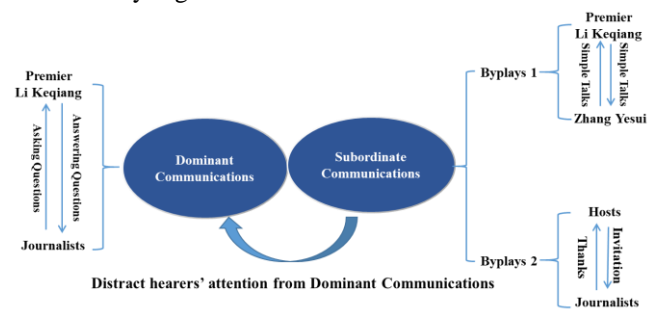 Premier
Li Keqiang
Asking Questions
Answering Questions
Journalists
Dominant
Communications
Subordinate
Communications
Distract hearers' attention from Dominant Communications
Byplays 1
Premier
Li Keqiang
Simple Talks
Simple Talks
Zhang Yesui
Byplays 2
Hosts
Thanks
Invitation
Journalists